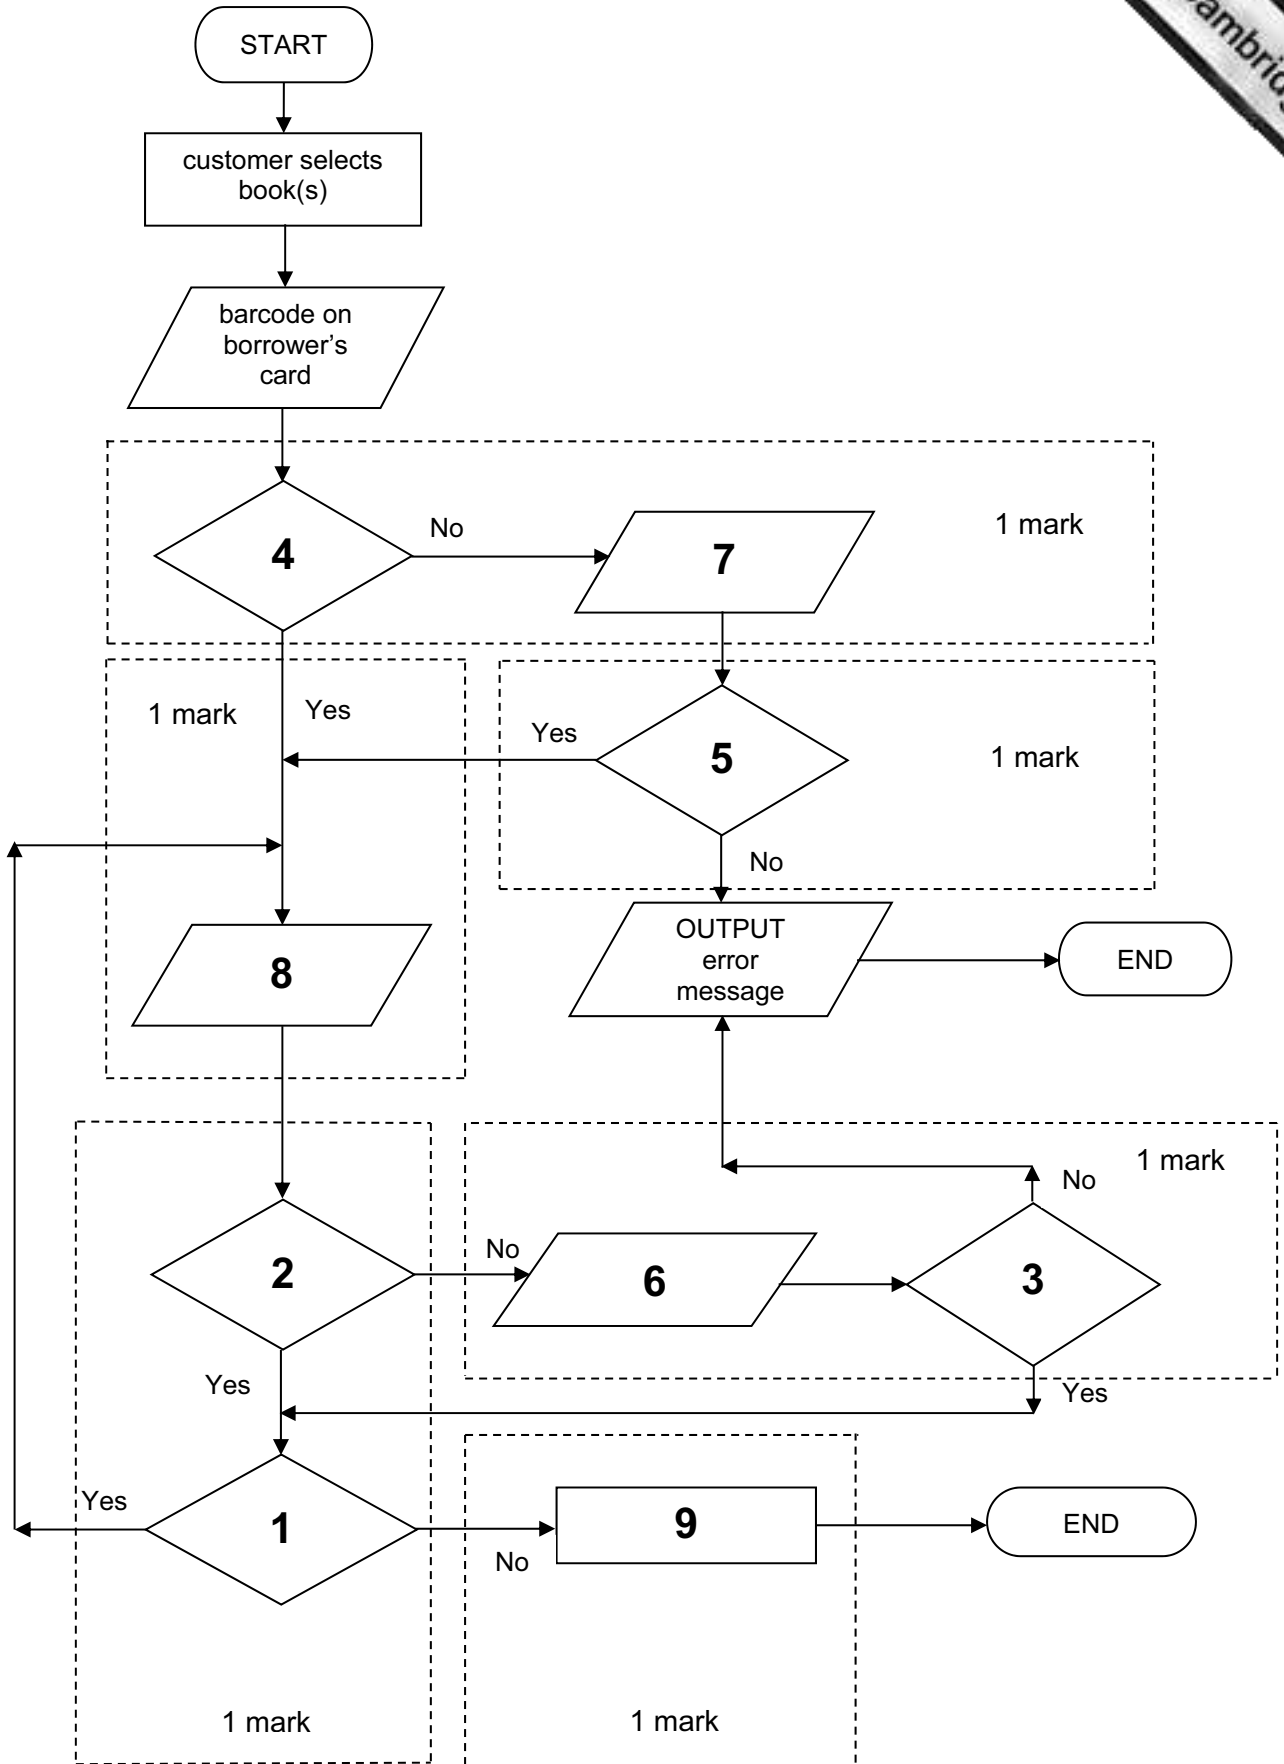 START
customer selects
book(s)
barcode on
borrower's
card
4
No
7
1 mark
1 mark
Yes
Yes
5
1 mark
No
OUTPUT
error
message
END
8
1 mark
No
2
No
6
3
Yes
Yes
Yes
1
No
9
END
1 mark
1 mark